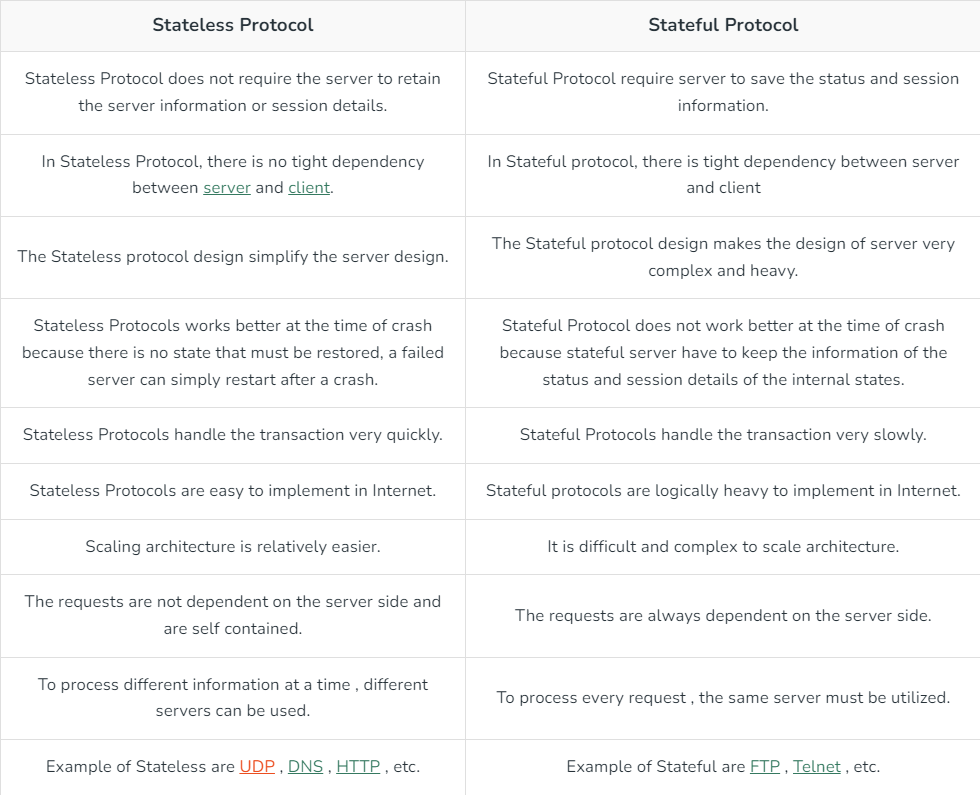 Stateless Protocol
Stateful Protocol
Stateless Protocol does not require the server to retain
the server information or session details.
Stateful Protocol require server to save the status and session
information.
In Stateless Protocol, there is no tight dependency
between server and client.
In Stateful protocol, there is tight dependency between server
and client
The Stateless protocol design simplify the server design.
The Stateful protocol design makes the design of server very
complex and heavy.
Stateless Protocols works better at the time of crash
because there is no state that must be restored, a failed
server can simply restart after a crash.
Stateful Protocol does not work better at the time of crash
because stateful server have to keep the information of the
status and session details of the internal states.
Stateless Protocols handle the transaction very quickly.
Stateful Protocols handle the transaction very slowly.
Stateless Protocols are easy to implement in Internet.
Stateful protocols are logically heavy to implement in Internet.
Scaling architecture is relatively easier.
It is difficult and complex to scale architecture.
The requests are not dependent on the server side and
are self contained.
The requests are always dependent on the server side.
To process different information at a time , different
servers can be used.
To process every request , the same server must be utilized.
Example of Stateless are UDP , DNS , HTTP , etc.
Example of Stateful are FTP , Telnet , etc.